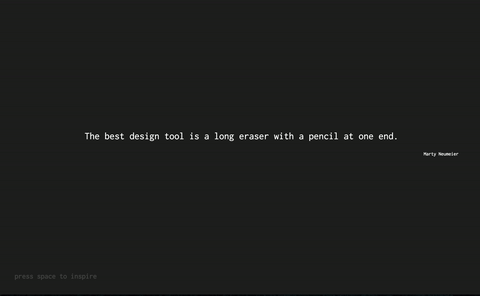 The best design tool is a long eraser with a pencil at one end.
Marty Neumeier
press space to inspire